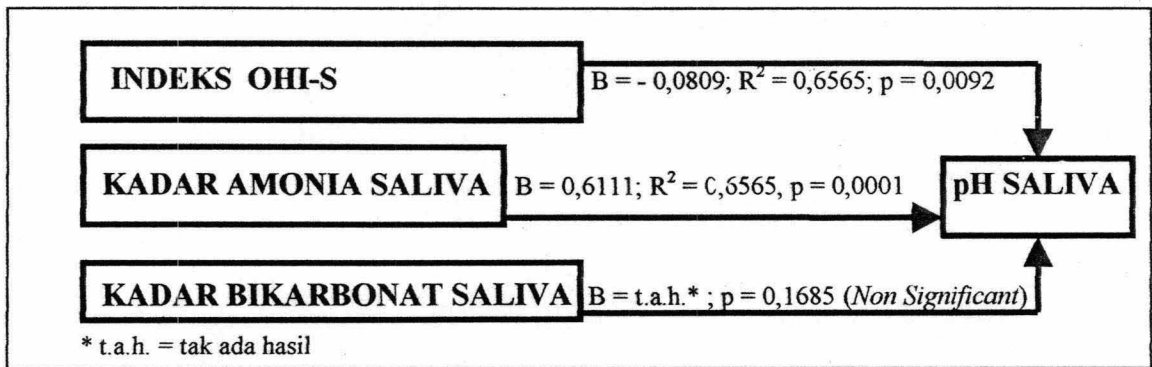 INDEKS OHI-S
B = - 0,0809; R² = 0,6565; p = 0,0092
KADAR AMONIA SALIVA
B = 0,6111; R² = 0,6565, p = 0,0001
pH SALIVA
KADAR BIKARBONAT SALIVA
B = t.a.h.* ; p = 0,1685 (Non Significant)
* t.a.h. = tak ada hasil